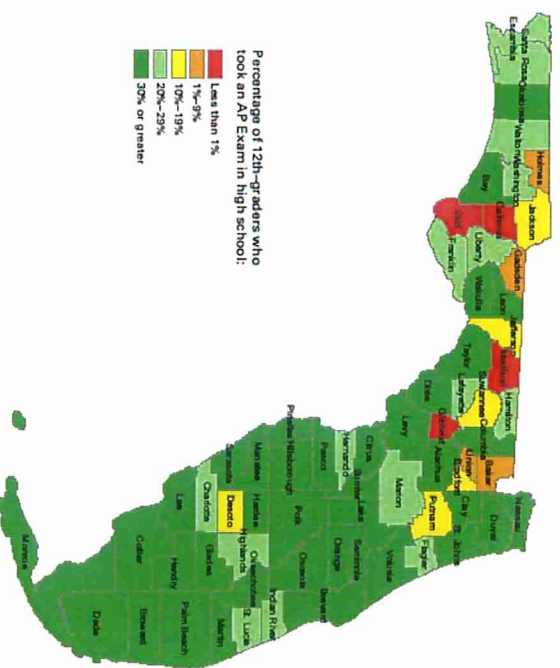 Percentage of 12th-graders who
took an AP Exam in high school:
Less than 1%
1%-9%
10%-19%
20%-29%
30% or greater
Escambia
Santa Rosa
Okaloosa
Walton
Holmes
Washington
Bay
Jackson
Calhoun
Gulf
Liberty
Franklin
Gadsden
Leon
Wakulla
Jefferson
Madison
Taylor
Hamilton
Suwannee
Lafayette
Dixie
Columbia
Gilchrist
Levy
Baker
Union
Bradford
Alachua
Nassau
Duval
Clay
St. Johns
Putnam
Flagler
Marion
Volusia
Citrus
Sumter
Lake
Hernando
Pasco
Seminole
Orange
Brevard
Osceola
Pinellas
Hillsborough
Polk
Manatee
Hardee
Highlands
Okeechobee
Indian River
St. Lucie
Sarasota
Desoto
Charlotte
Glades
Martin
Lee
Hendry
Palm Beach
Collier
Broward
Monroe
Dade